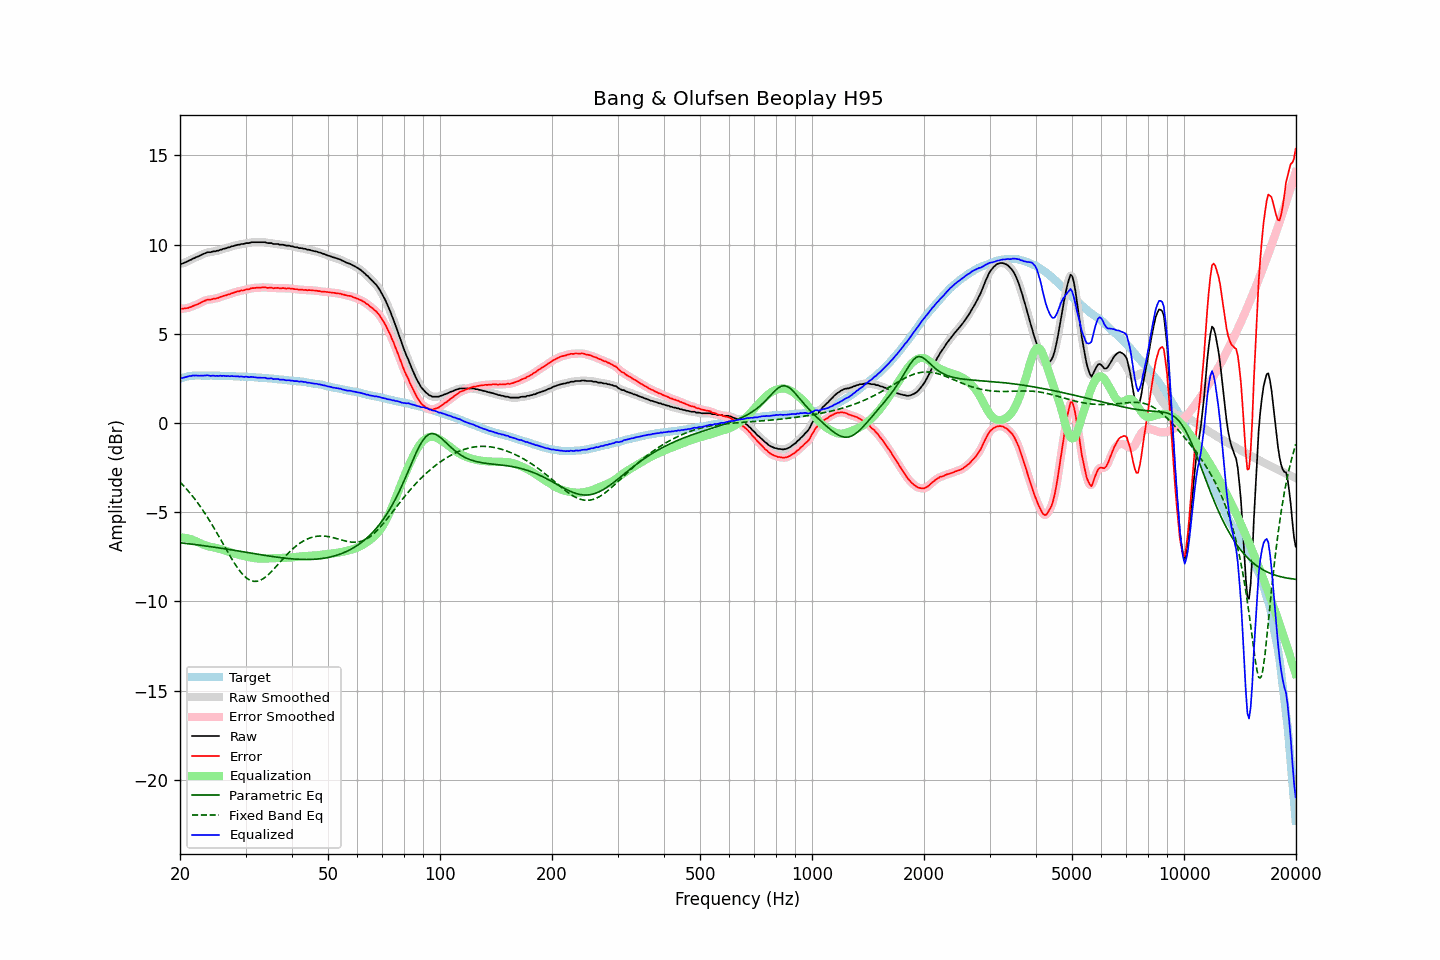 Bang & Olufsen Beoplay H95
Amplitude (dBr)
15
10
5
0
−5
−10
−15
−20
Target
Raw Smoothed
Error Smoothed
Raw
Error
Equalization
Parametric Eq
Fixed Band Eq
Equalized
20 50 100 200 500 1000 2000 5000 10000 20000
Frequency (Hz)